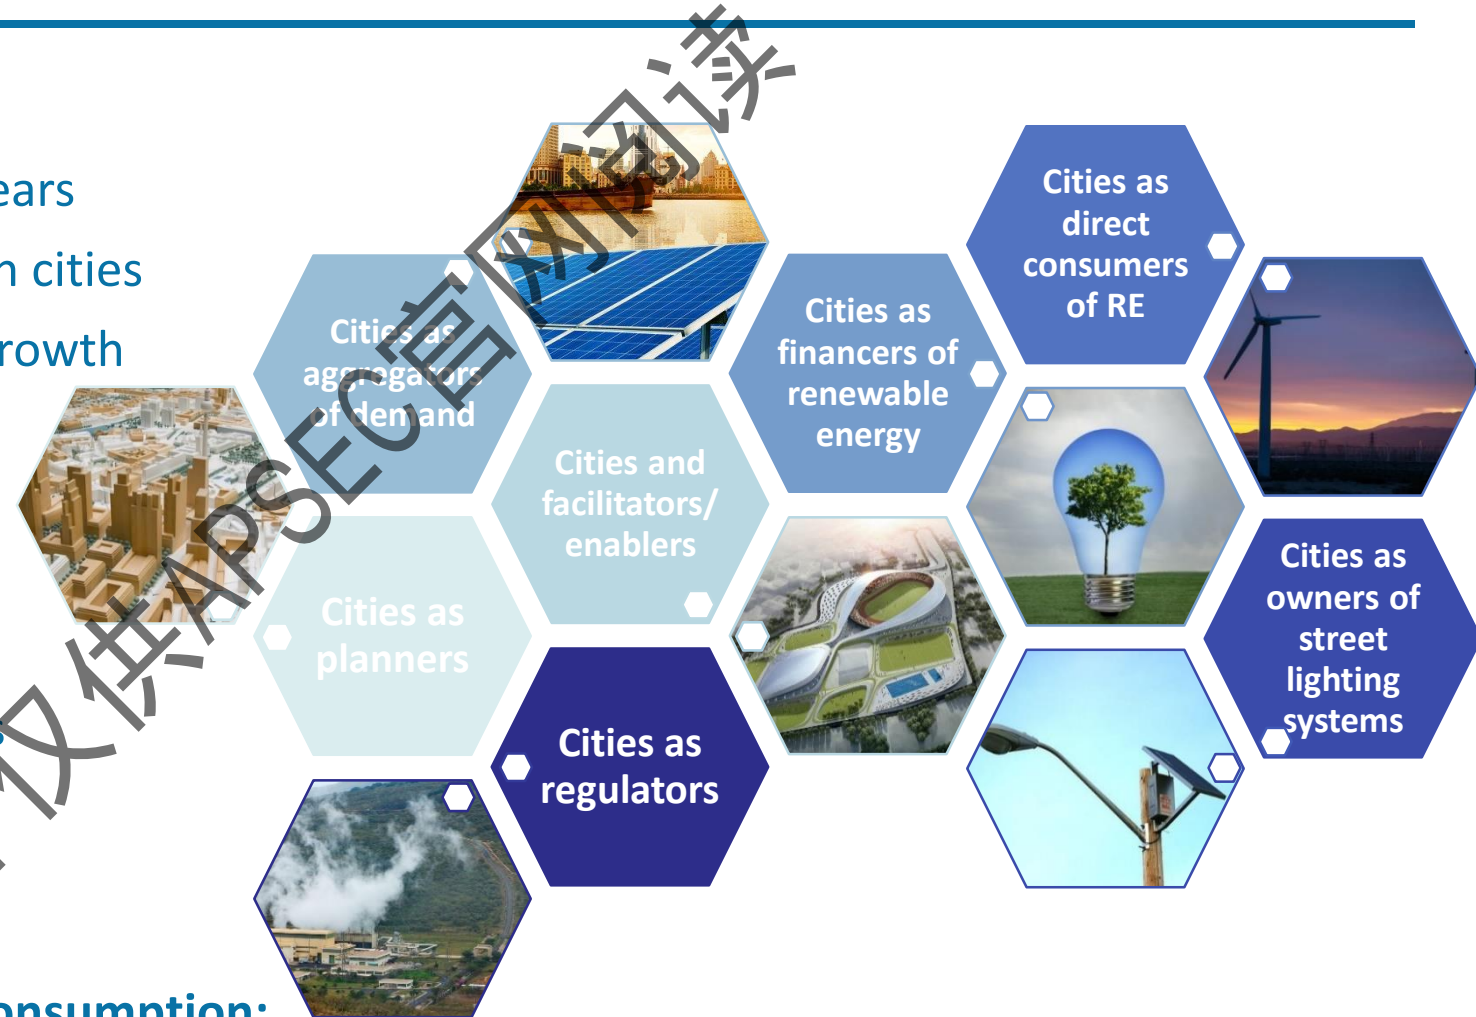 ears
n cities
rowth
onsumption:
Cities as
aggregators
of demand
Cities and
facilitators/
enablers
Cities as
planners
Cities as
regulators
Cities as
financers of
renewable
energy
Cities as
direct
consumers
of RE
Cities as
owners of
street
lighting
systems
仅供APSEC官网阅读